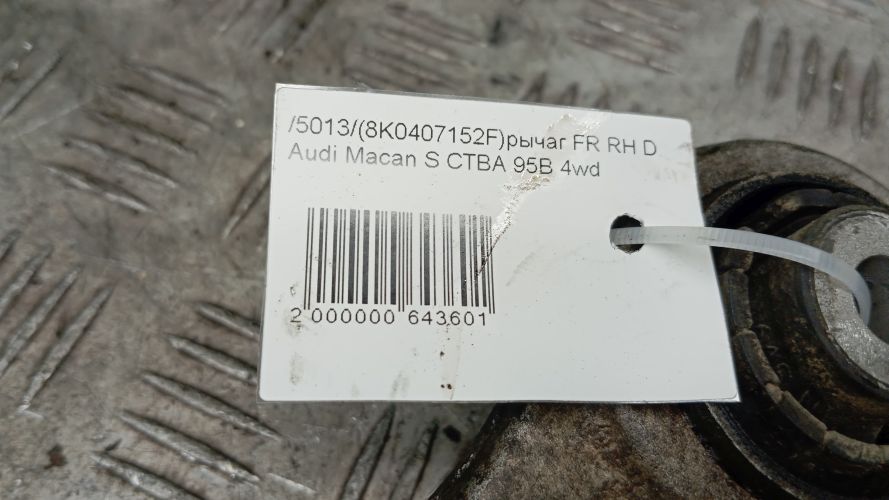 /5013/(8K0407152F)рычаг FR RH D
Audi Macan S CTBA 95B 4wd
2 000000 643601